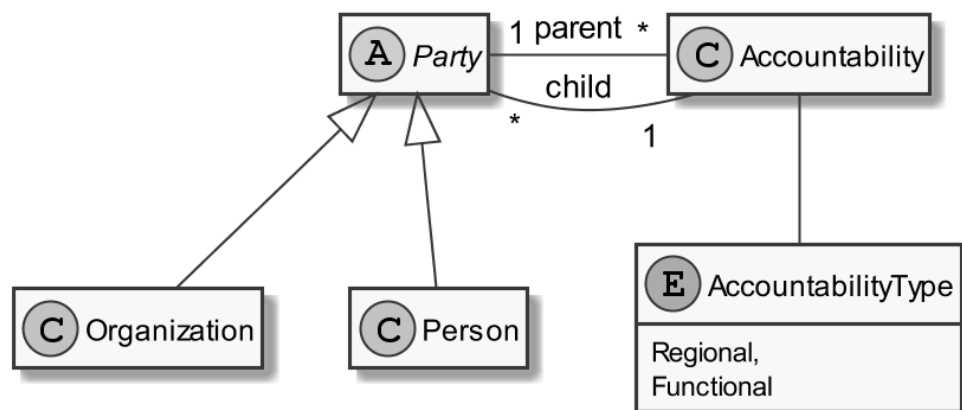 A Party
1 parent *
C Accountability
child
*
1
C Organization
C Person
E AccountabilityType
Regional,
Functional